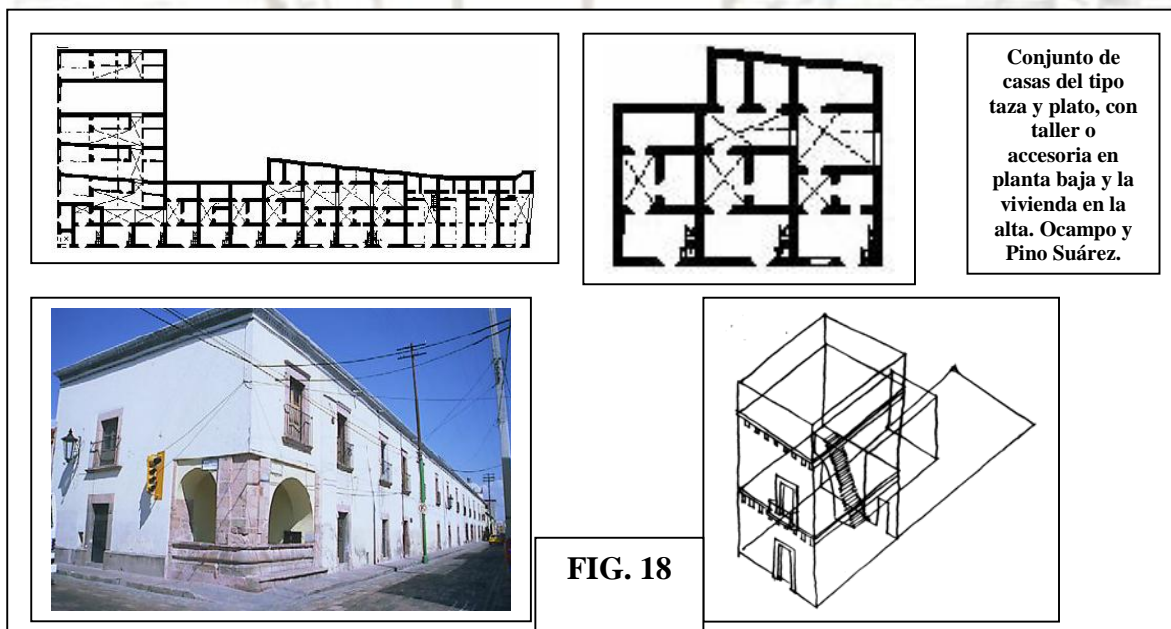 Conjunto de
casas del tipo
taza y plato, con
taller o
accesoria en
planta baja y la
vivienda en la
alta. Ocampo y
Pino Suárez.
FIG. 18